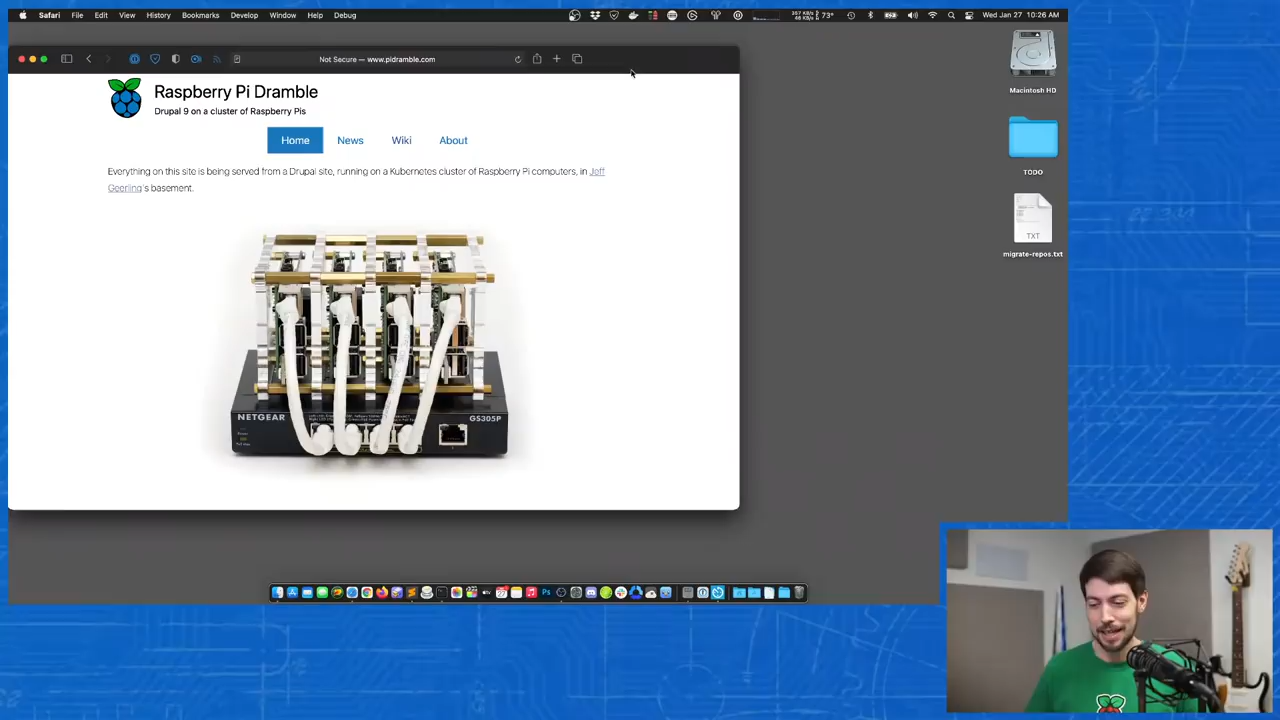 Safari File Edit View History Bookmarks Develop Window Help Debug
73° Wed Jan 27 10:26 AM
Not Secure — www.pidramble.com
Raspberry Pi Dramble
Drupal 9 on a cluster of Raspberry Pis
Home News Wiki About
Everything on this site is being served from a Drupal site, running on a Kubernetes cluster of Raspberry Pi computers, in Jeff
Geerling's basement.
NETGEAR
GS305P
Macintosh HD
TODO
TXT
migrate-repos.txt